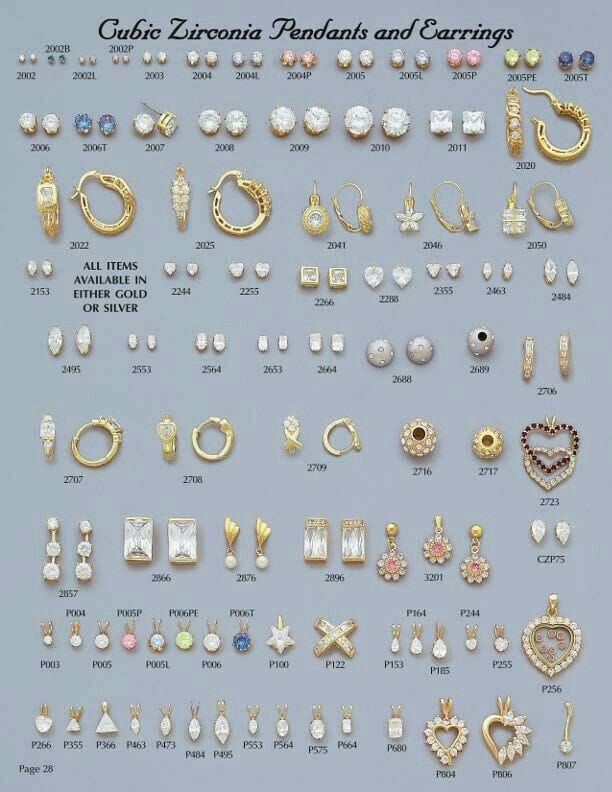 Cubic Zirconia Pendants and Earrings
2002B 2002P
2002 2002L 2003 2004 2004L 2004P 2005 2005L 2005P 2005PE 2005T
2006 2006T 2007 2008 2009 2010 2011
2020
2022 2025 2041 2046 2050
ALL ITEMS
AVAILABLE IN
EITHER GOLD
OR SILVER
2153 2244 2255 2266 2288 2355 2463 2484
2495 2553 2564 2653 2664 2688 2689
2706
2707 2708 2709 2716 2717
2723
2857 2866 2876 2896 3201 CZP75
P004 P005P P006PE P006T P164 P244
P003 P005 P005L P006 P100 P122 P153 P185 P255
P256
P266 P355 P366 P463 P473 P484 P495 P553 P564 P575 P664 P680
P804 P806 P807
Page 28